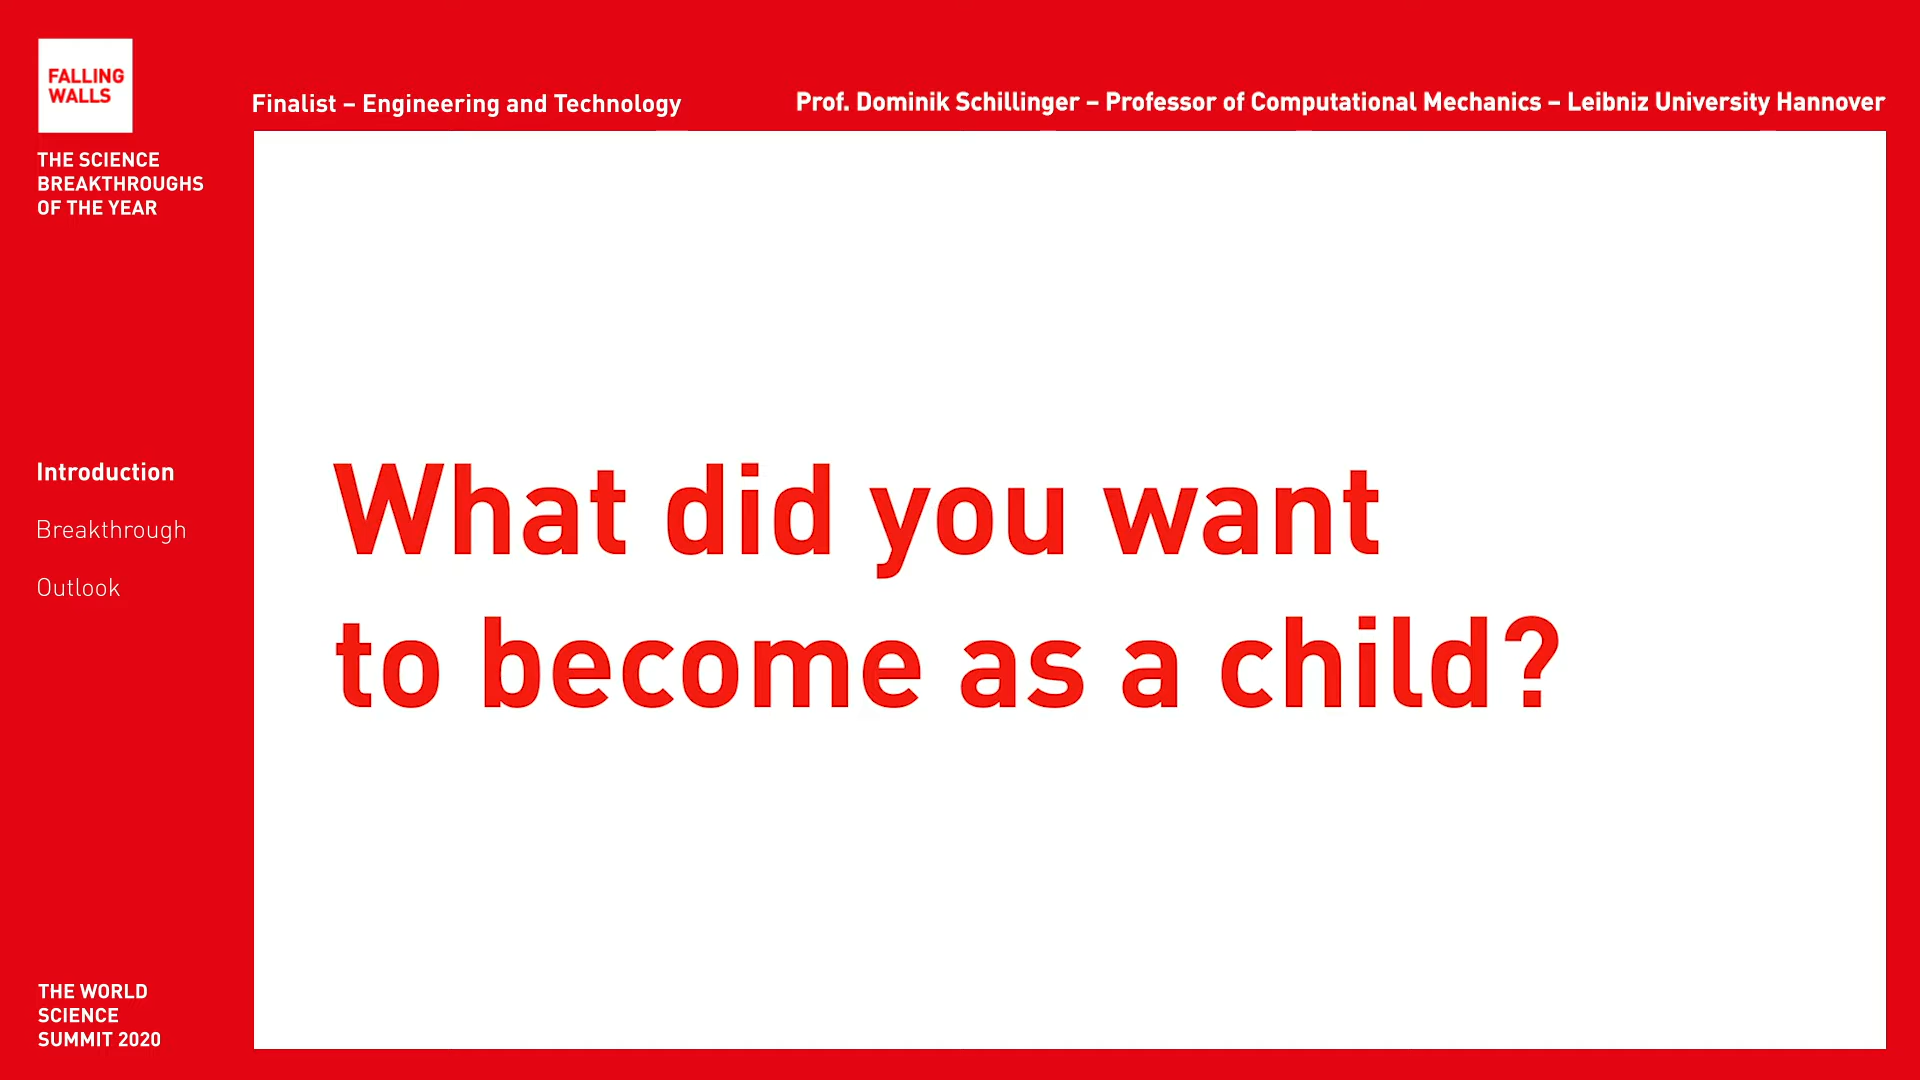 FALLING
WALLS
THE SCIENCE
BREAKTHROUGHS
OF THE YEAR
Finalist – Engineering and Technology
Prof. Dominik Schillinger – Professor of Computational Mechanics – Leibniz University Hannover
Introduction
Breakthrough
Outlook
What did you want
to become as a child?
THE WORLD
SCIENCE
SUMMIT 2020